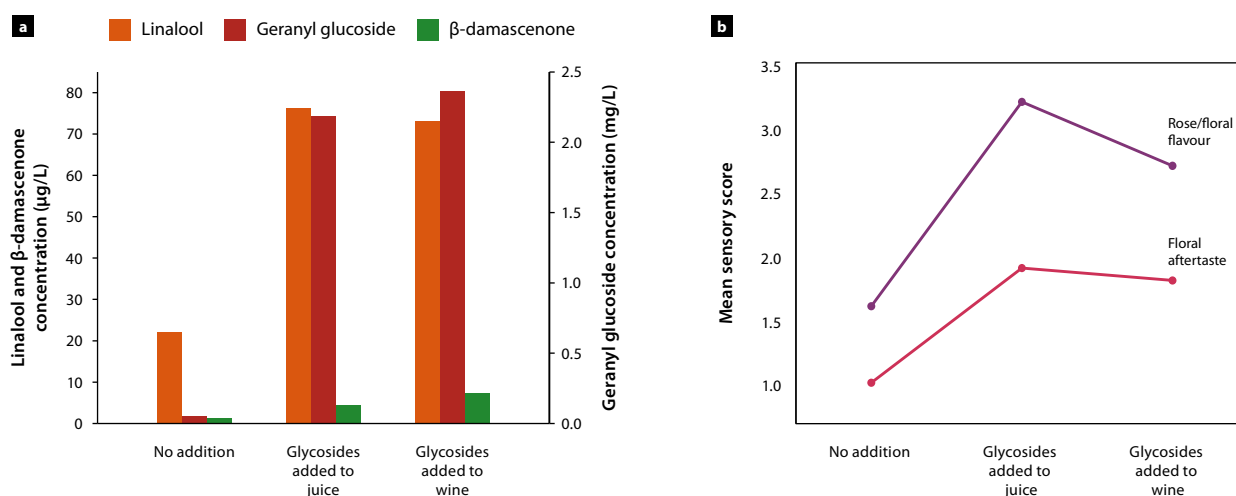 a
Linalool
Geranyl glucoside
β-damascenone
Linalool and β-damascenone
concentration (µg/L)
80
70
60
50
40
30
20
10
0
2.5
2.0
1.5
1.0
0.5
0.0
Geranyl glucoside concentration (mg/L)
No addition
Glycosides
added to
juice
Glycosides
added to
wine
b
Mean sensory score
3.5
3.0
2.5
2.0
1.5
1.0
Rose/floral
flavour
Floral
aftertaste
No addition
Glycosides
added to
juice
Glycosides
added to
wine